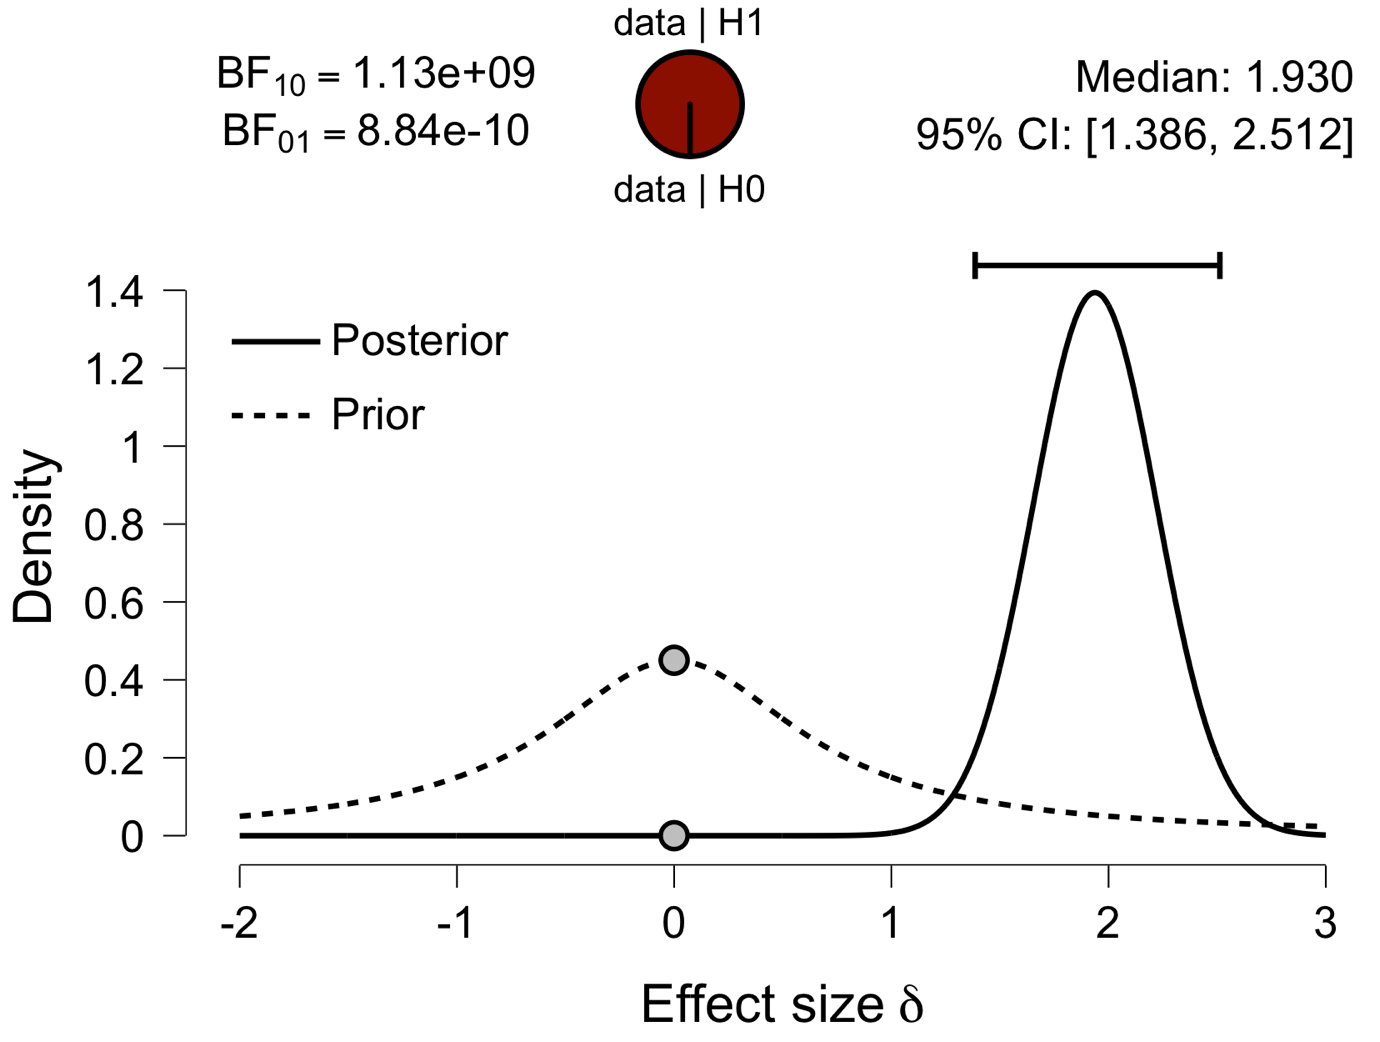 data | H1
BF10 = 1.13e+09
BF01 = 8.84e-10
Median: 1.930
95% CI: [1.386, 2.512]
data | H0
Posterior
Prior
Density
1.4
1.2
1
0.8
0.6
0.4
0.2
0
-2 -1 0 1 2 3
Effect size δ